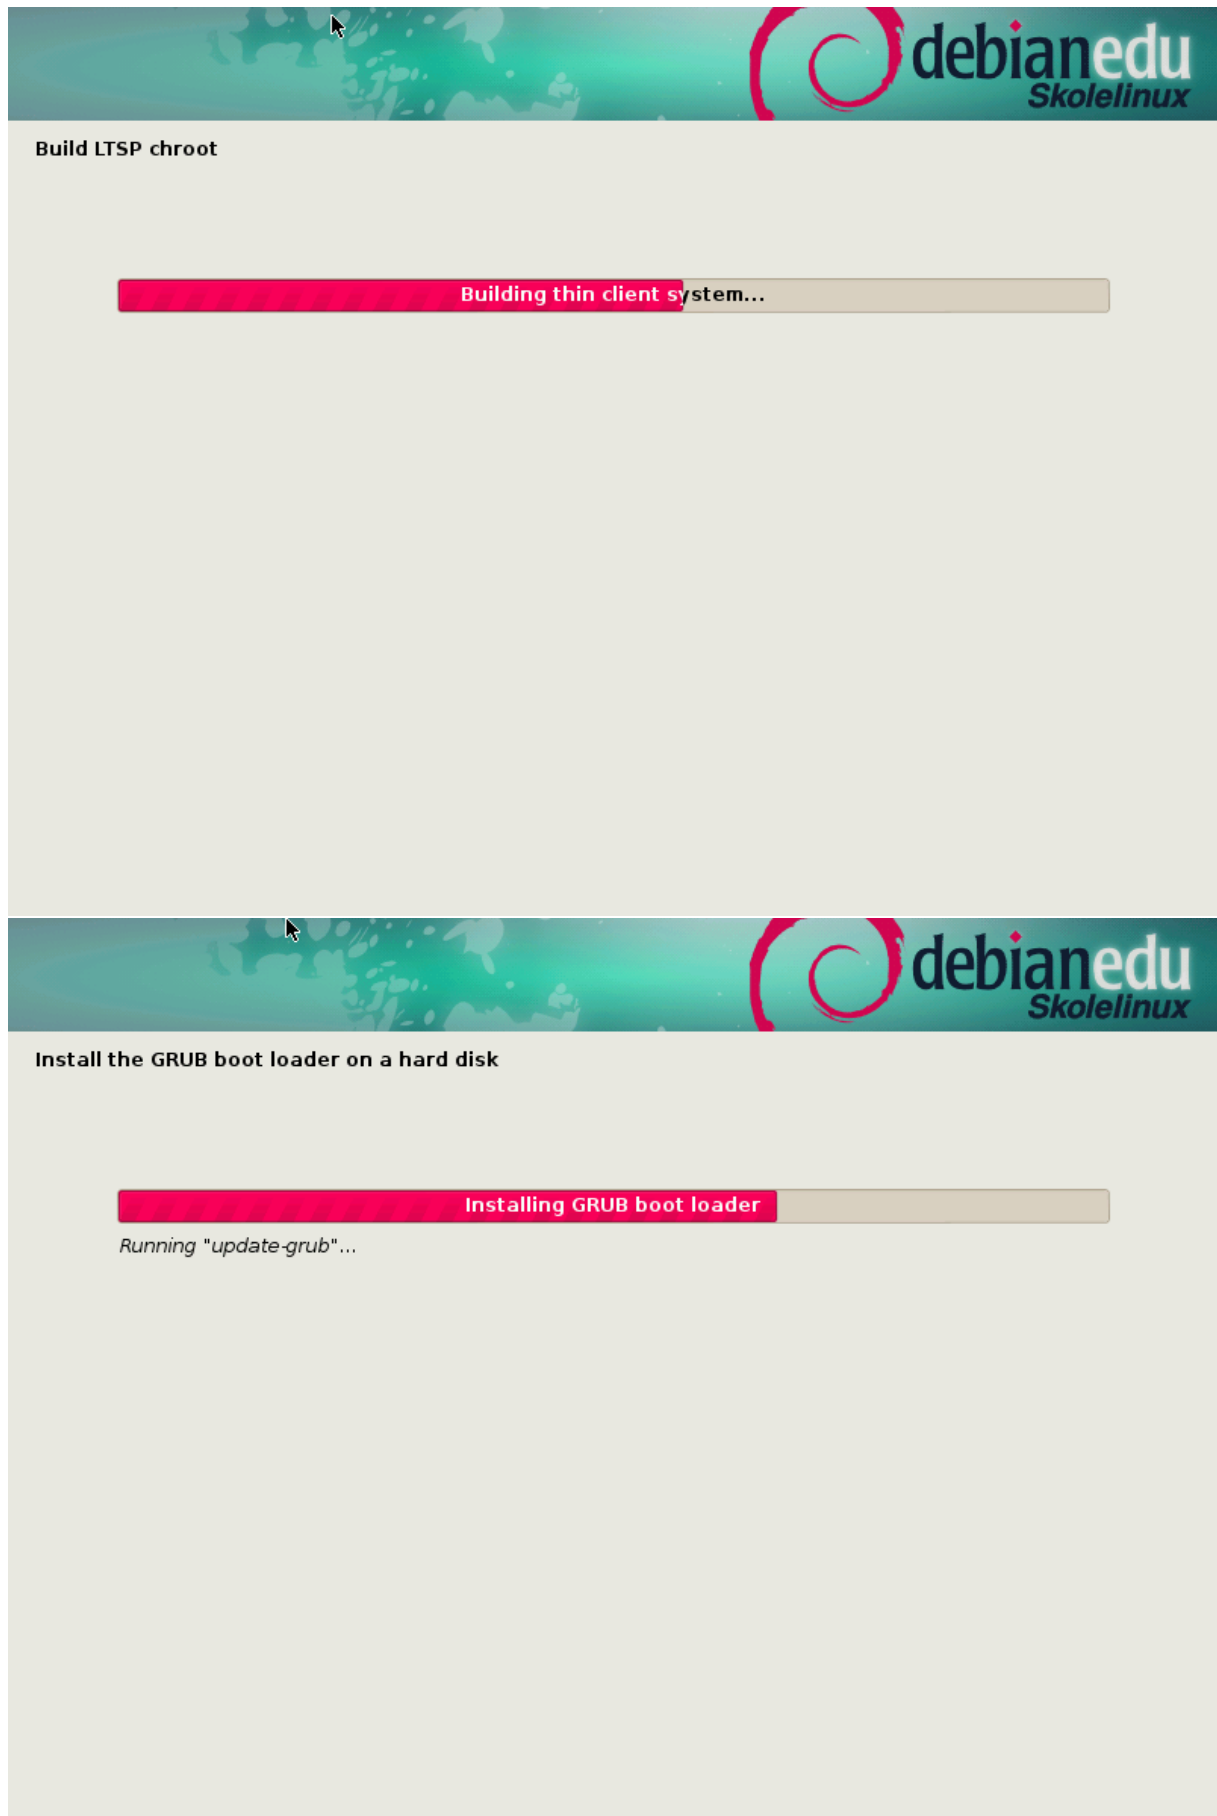 debianedu
Skolelinux
Build LTSP chroot
Building thin client system...
debianedu
Skolelinux
Install the GRUB boot loader on a hard disk
Installing GRUB boot loader
Running "update-grub"...